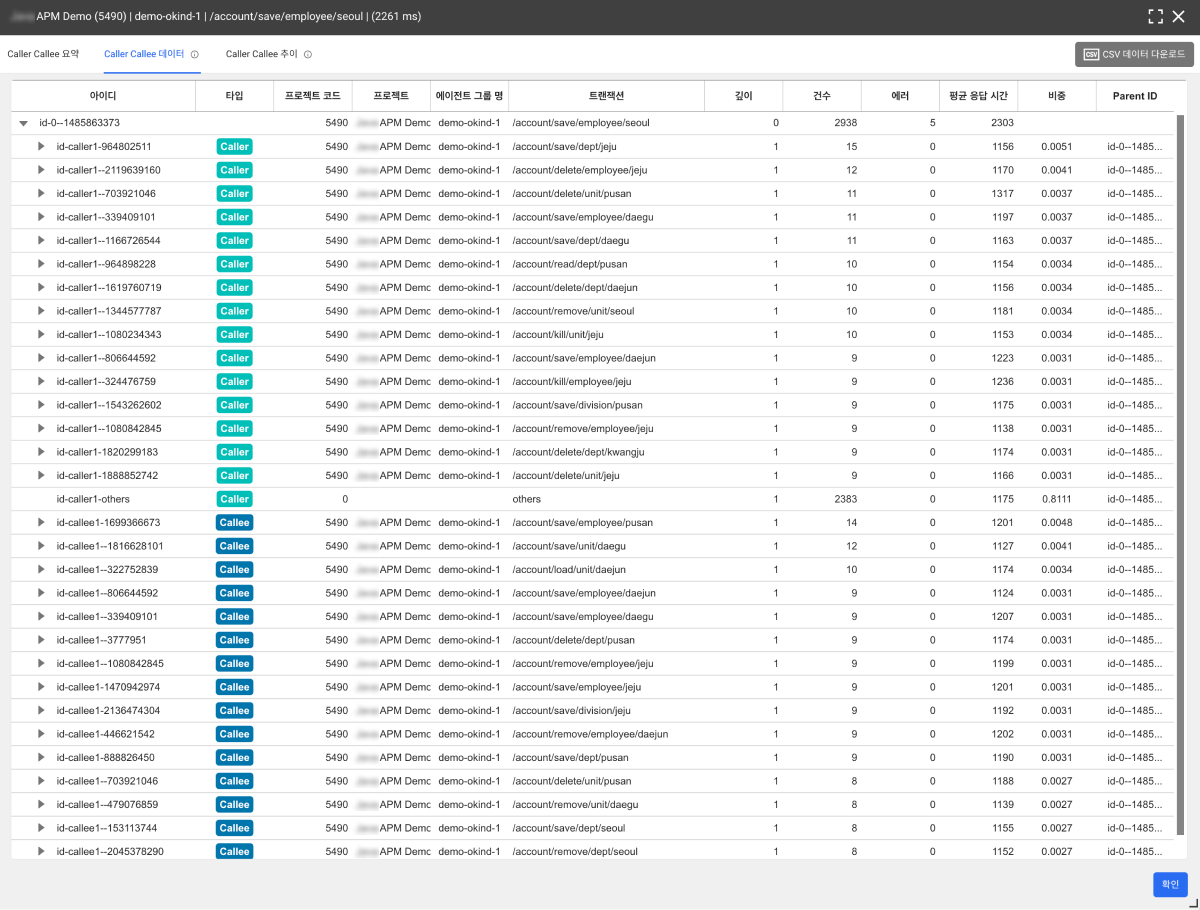 APM Demo (5490) | demo-okind-1 | /account/save/employee/seoul | (2261 ms)
Caller Callee 요약 Caller Callee 데이터 Caller Callee 추이 CSV CSV 데이터 다운로드
아이디 타입 프로젝트 코드 프로젝트 에이전트 그룹 명 트랜잭션 깊이 건수 에러 평균 응답 시간 비중 Parent ID
id-0--1485863373 5490 APM Demo demo-okind-1 /account/save/employee/seoul 0 2938 5 2303
id-caller1-964802511 Caller 5490 APM Demo demo-okind-1 /account/save/dept/jeju 1 15 0 1156 0.0051 id-0--1485...
id-caller1--2119639160 Caller 5490 APM Demo demo-okind-1 /account/delete/employee/jeju 1 12 0 1170 0.0041 id-0--1485...
id-caller1--703921046 Caller 5490 APM Demo demo-okind-1 /account/delete/unit/pusan 1 11 0 1317 0.0037 id-0--1485...
id-caller1--339409101 Caller 5490 APM Demo demo-okind-1 /account/save/employee/daegu 1 11 0 1197 0.0037 id-0--1485...
id-caller1--1166726544 Caller 5490 APM Demo demo-okind-1 /account/save/dept/daegu 1 11 0 1163 0.0037 id-0--1485...
id-caller1--964898228 Caller 5490 APM Demo demo-okind-1 /account/read/dept/pusan 1 10 0 1154 0.0034 id-0--1485...
id-caller1--1619760719 Caller 5490 APM Demo demo-okind-1 /account/delete/dept/daejun 1 10 0 1156 0.0034 id-0--1485...
id-caller1--1344577787 Caller 5490 APM Demo demo-okind-1 /account/remove/unit/seoul 1 10 0 1181 0.0034 id-0--1485...
id-caller1--1080234343 Caller 5490 APM Demo demo-okind-1 /account/kill/unit/jeju 1 10 0 1153 0.0034 id-0--1485...
id-caller1--806644592 Caller 5490 APM Demo demo-okind-1 /account/save/employee/daejun 1 9 0 1223 0.0031 id-0--1485...
id-caller1--324476759 Caller 5490 APM Demo demo-okind-1 /account/kill/employee/jeju 1 9 0 1236 0.0031 id-0--1485...
id-caller1--1543262602 Caller 5490 APM Demo demo-okind-1 /account/save/division/pusan 1 9 0 1175 0.0031 id-0--1485...
id-caller1--1080842845 Caller 5490 APM Demo demo-okind-1 /account/remove/employee/jeju 1 9 0 1138 0.0031 id-0--1485...
id-caller1-1820299183 Caller 5490 APM Demo demo-okind-1 /account/delete/dept/kwangju 1 9 0 1174 0.0031 id-0--1485...
id-caller1-1888852742 Caller 5490 APM Demo demo-okind-1 /account/delete/unit/jeju 1 9 0 1166 0.0031 id-0--1485...
id-caller1-others Caller 0 others 1 2383 0 1175 0.8111 id-0--1485...
id-callee1-1699366673 Callee 5490 APM Demo demo-okind-1 /account/save/employee/pusan 1 14 0 1201 0.0048 id-0--1485...
id-callee1--1816628101 Callee 5490 APM Demo demo-okind-1 /account/save/unit/daegu 1 12 0 1127 0.0041 id-0--1485...
id-callee1--322752839 Callee 5490 APM Demo demo-okind-1 /account/load/unit/daejun 1 10 0 1174 0.0034 id-0--1485...
id-callee1--806644592 Callee 5490 APM Demo demo-okind-1 /account/save/employee/daejun 1 9 0 1124 0.0031 id-0--1485...
id-callee1--339409101 Callee 5490 APM Demo demo-okind-1 /account/save/employee/daegu 1 9 0 1207 0.0031 id-0--1485...
id-callee1--3777951 Callee 5490 APM Demo demo-okind-1 /account/delete/dept/pusan 1 9 0 1174 0.0031 id-0--1485...
id-callee1--1080842845 Callee 5490 APM Demo demo-okind-1 /account/remove/employee/jeju 1 9 0 1199 0.0031 id-0--1485...
id-callee1-1470942974 Callee 5490 APM Demo demo-okind-1 /account/save/employee/jeju 1 9 0 1201 0.0031 id-0--1485...
id-callee1-2136474304 Callee 5490 APM Demo demo-okind-1 /account/save/division/jeju 1 9 0 1192 0.0031 id-0--1485...
id-callee1-446621542 Callee 5490 APM Demo demo-okind-1 /account/remove/employee/daejun 1 9 0 1202 0.0031 id-0--1485...
id-callee1-888826450 Callee 5490 APM Demo demo-okind-1 /account/save/dept/pusan 1 9 0 1190 0.0031 id-0--1485...
id-callee1--703921046 Callee 5490 APM Demo demo-okind-1 /account/delete/unit/pusan 1 8 0 1188 0.0027 id-0--1485...
id-callee1--479076859 Callee 5490 APM Demo demo-okind-1 /account/remove/unit/daegu 1 8 0 1139 0.0027 id-0--1485...
id-callee1--153113744 Callee 5490 APM Demo demo-okind-1 /account/save/dept/seoul 1 8 0 1155 0.0027 id-0--1485...
id-callee1--2045378290 Callee 5490 APM Demo demo-okind-1 /account/remove/dept/seoul 1 8 0 1152 0.0027 id-0--1485...
확인